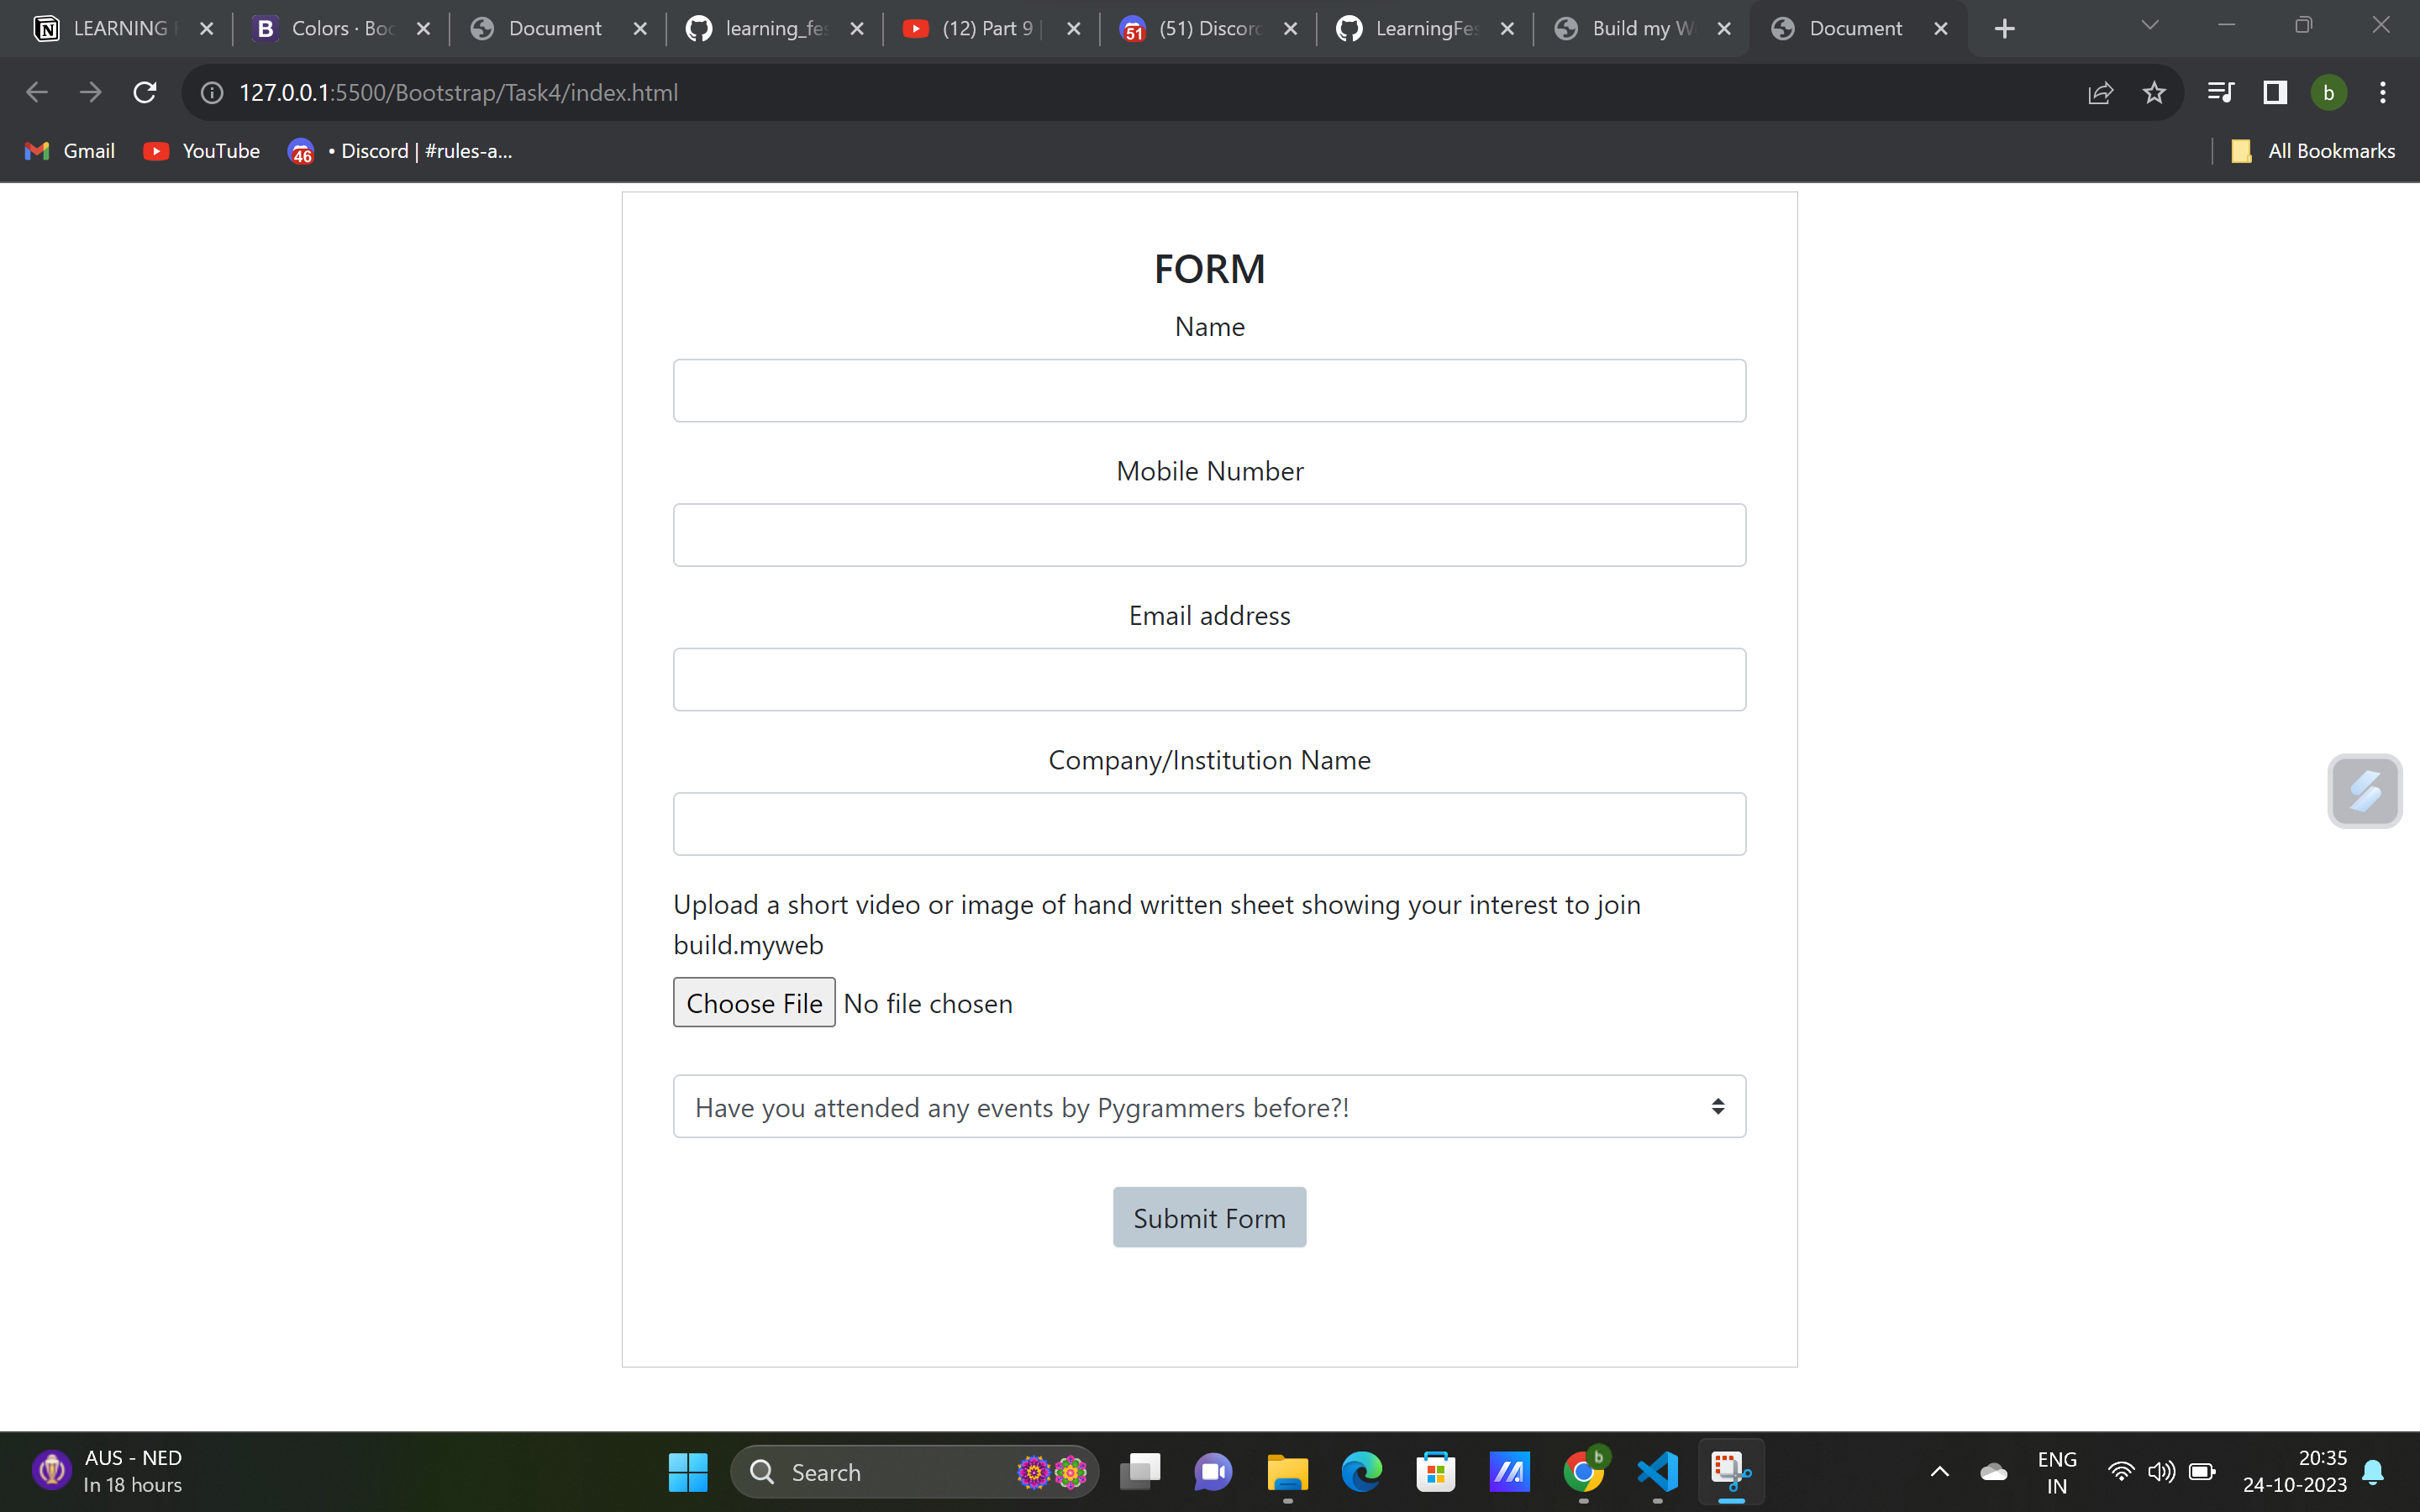 LEARNING
Colors · Boo
Document
learning_fes
(12) Part 9 |
(51) Discord
LearningFes
Build my W
Document
127.0.0.1:5500/Bootstrap/Task4/index.html
b
Gmail
YouTube
46
• Discord | #rules-a...
All Bookmarks
FORM
Name
Mobile Number
Email address
Company/Institution Name
Upload a short video or image of hand written sheet showing your interest to join
build.myweb
Choose File No file chosen
Have you attended any events by Pygrammers before?!
Submit Form
AUS - NED
In 18 hours
Search
b
ENG
IN
20:35
24-10-2023